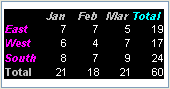 Jan Feb Mar Total
East 7 7 5 19
West 6 4 7 17
South 8 7 9 24
Total 21 18 21 60